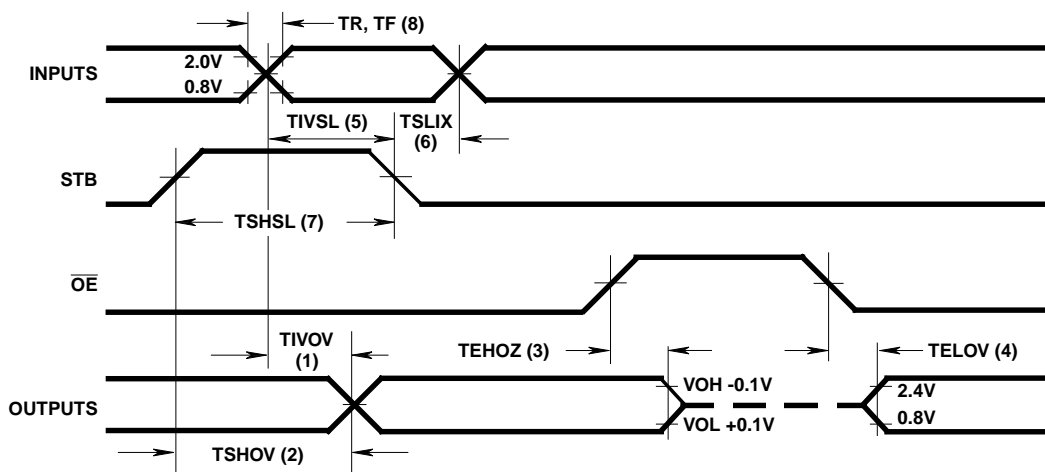 TR, TF (8)
INPUTS
2.0V
0.8V
TIVSL (5)
TSLIX
(6)
STB
TSHSL (7)
OE
TIVOV
(1)
TEHOZ (3)
TELOV (4)
OUTPUTS
VOH -0.1V
VOL +0.1V
2.4V
0.8V
TSHOV (2)